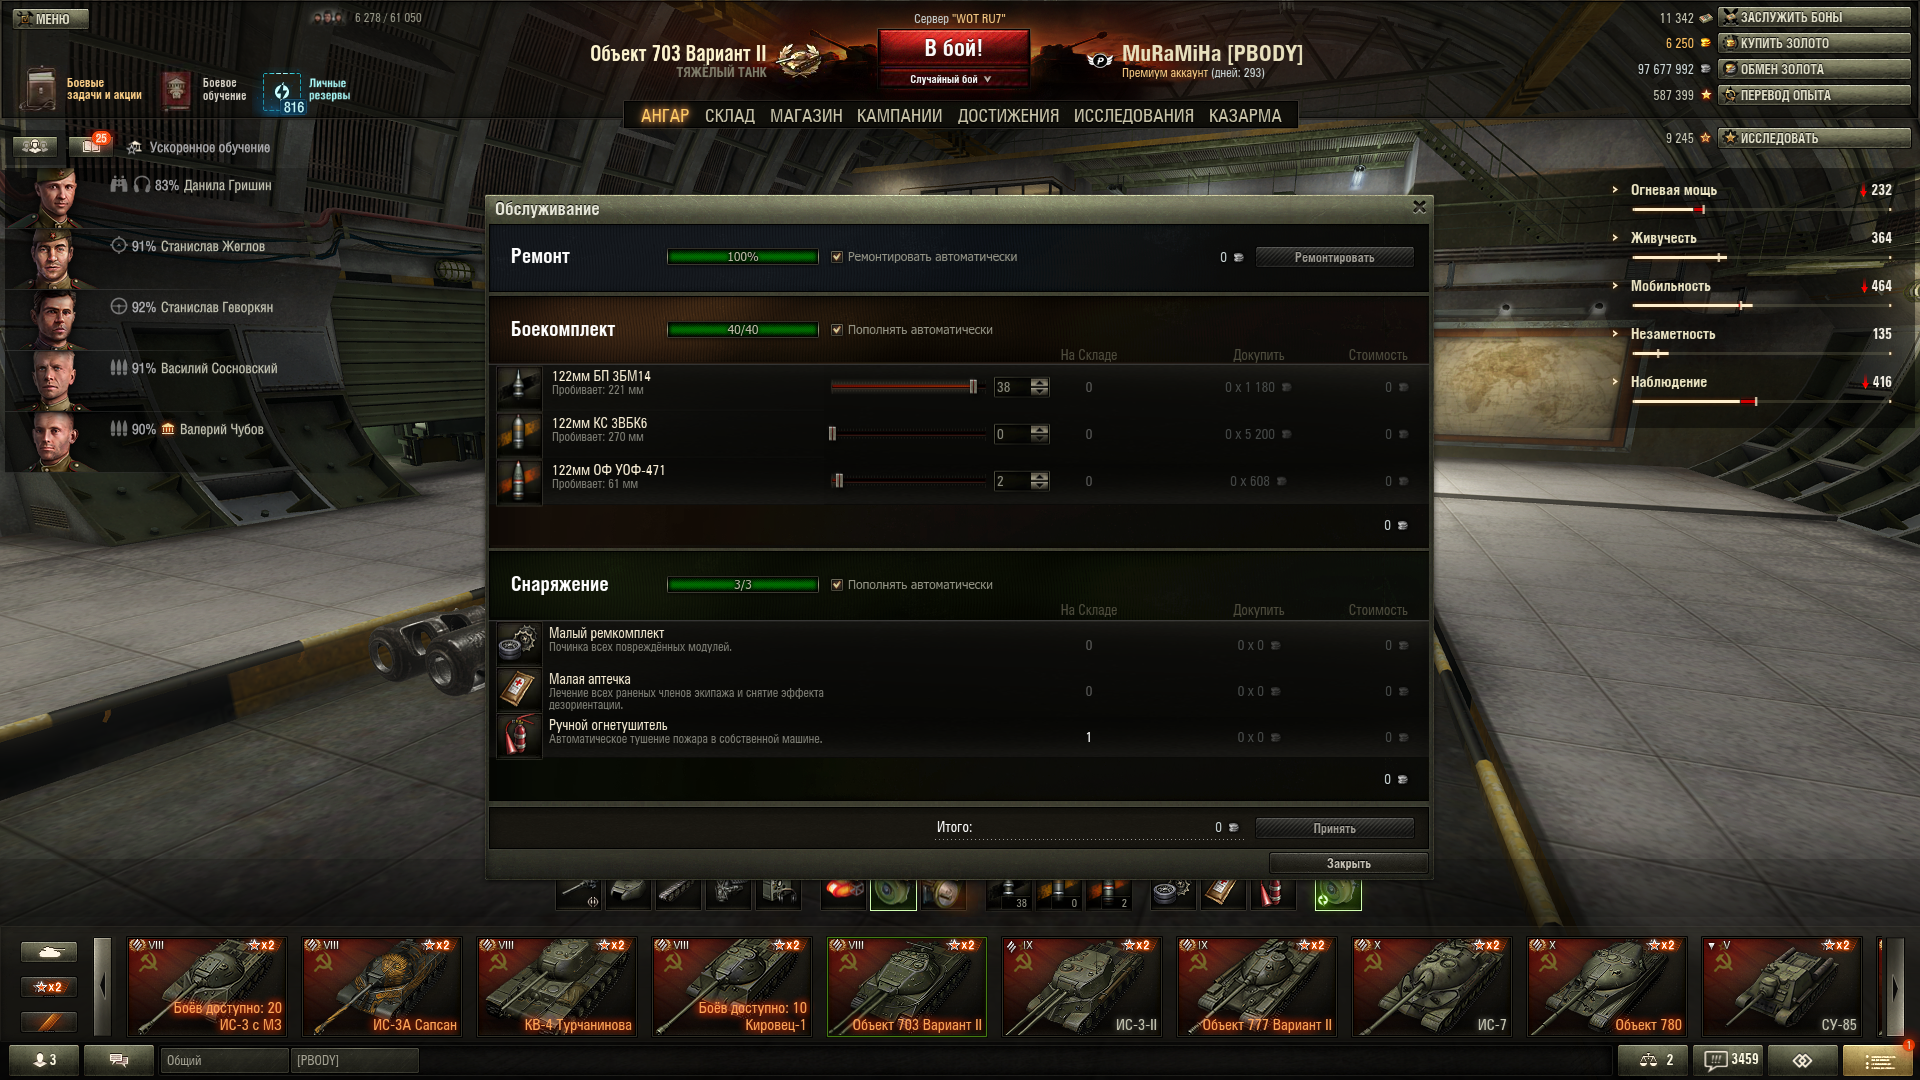 МЕНЮ
6 278 / 61 050
Сервер "WOT RU7"
Объект 703 Вариант II
ТЯЖЁЛЫЙ ТАНК
В бой!
Случайный бой
MuRaMiHa [PBODY]
Премиум аккаунт (дней: 293)
11 342
ЗАСЛУЖИТЬ БОНЫ
6 250
КУПИТЬ ЗОЛОТО
97 677 992
ОБМЕН ЗОЛОТА
587 399
ПЕРЕВОД ОПЫТА
9 245
ИССЛЕДОВАТЬ
Боевые
задачи и акции
Боевое
обучение
Личные
резервы
816
АНГАР СКЛАД МАГАЗИН КАМПАНИИ ДОСТИЖЕНИЯ ИССЛЕДОВАНИЯ КАЗАРМА
25
Ускоренное обучение
83% Данила Гришин
91% Станислав Жеглов
92% Станислав Геворкян
91% Василий Сосновский
90% Валерий Чубов
Огневая мощь 232
Живучесть 364
Мобильность 464
Незаметность 135
Наблюдение 416
Обслуживание
Ремонт 100% Ремонтировать автоматически 0 Ремонтировать
Боекомплект 40/40 Пополнять автоматически
На Складе Докупить Стоимость
122мм БП 3БМ14
Пробивает: 221 мм
38 0 0 x 1 180 0
122мм КС 3ВБК6
Пробивает: 270 мм
0 0 0 x 5 200 0
122мм ОФ УОФ-471
Пробивает: 61 мм
2 0 0 x 608 0
0
Снаряжение 3/3 Пополнять автоматически
На Складе Докупить Стоимость
Малый ремкомплект
Починка всех повреждённых модулей.
0 0 x 0 0
Малая аптечка
Лечение всех раненых членов экипажа и снятие эффекта
дезориентации.
0 0 x 0 0
Ручной огнетушитель
Автоматическое тушение пожара в собственной машине.
1 0 x 0 0
0
Итого: 0 Принять
Закрыть
38 0 2
x2
VIII x2
Боёв доступно: 20
ИС-3 с МЗ
VIII x2
ИС-3А Сапсан
VIII x2
КВ-4 Турчанинова
VIII x2
Боёв доступно: 10
Кировец-1
VIII x2
Объект 703 Вариант II
IX x2
ИС-3-II
IX x2
Объект 777 Вариант II
X x2
ИС-7
X x2
Объект 780
V x2
СУ-85
3
Общий
[PBODY]
2
3459
1